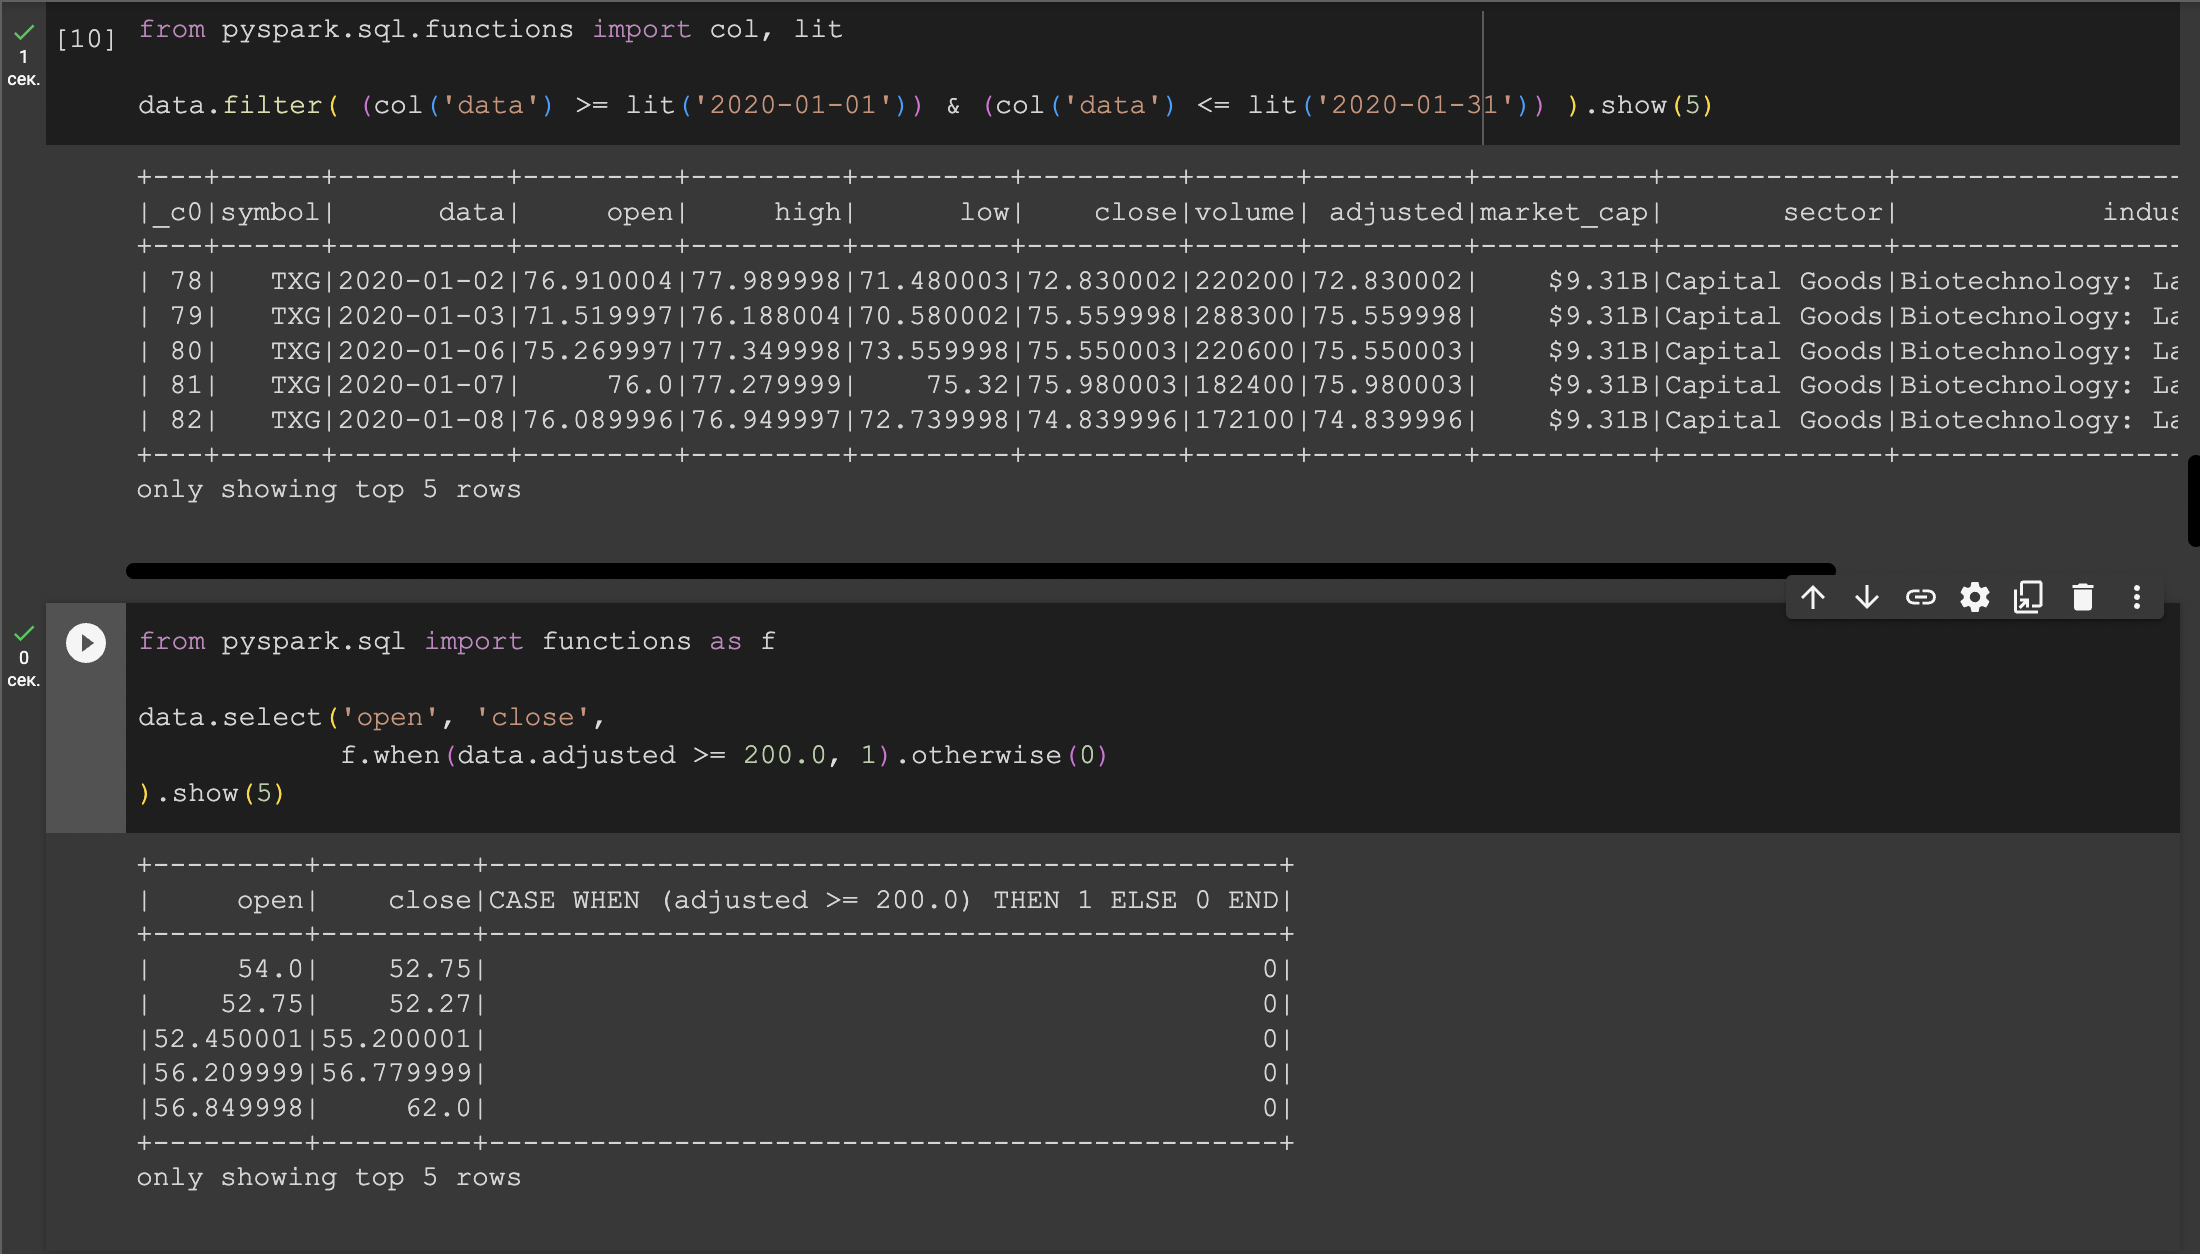 ✓
1
сек.
[10]
from pyspark.sql.functions import col, lit
data.filter( (col('data') >= lit('2020-01-01')) & (col('data') <= lit('2020-01-31')) ).show(5)
+---+------+----------+---------+---------+---------+---------+------+---------+----------+-------------+-----------------
|_c0|symbol|      data|     open|     high|      low|    close|volume| adjusted|market_cap|       sector|            indus
+---+------+----------+---------+---------+---------+---------+------+---------+----------+-------------+-----------------
| 78|   TXG|2020-01-02|76.910004|77.989998|71.480003|72.830002|220200|72.830002|    $9.31B|Capital Goods|Biotechnology: La
| 79|   TXG|2020-01-03|71.519997|76.188004|70.580002|75.559998|288300|75.559998|    $9.31B|Capital Goods|Biotechnology: La
| 80|   TXG|2020-01-06|75.269997|77.349998|73.559998|75.550003|220600|75.550003|    $9.31B|Capital Goods|Biotechnology: La
| 81|   TXG|2020-01-07|     76.0|77.279999|    75.32|75.980003|182400|75.980003|    $9.31B|Capital Goods|Biotechnology: La
| 82|   TXG|2020-01-08|76.089996|76.949997|72.739998|74.839996|172100|74.839996|    $9.31B|Capital Goods|Biotechnology: La
+---+------+----------+---------+---------+---------+---------+------+---------+----------+-------------+-----------------
only showing top 5 rows
✓
0
сек.
from pyspark.sql import functions as f
data.select('open', 'close',
            f.when(data.adjusted >= 200.0, 1).otherwise(0)
).show(5)
+---------+---------+-----------------------------------------------+
|     open|    close|CASE WHEN (adjusted >= 200.0) THEN 1 ELSE 0 END|
+---------+---------+-----------------------------------------------+
|     54.0|    52.75|                                              0|
|    52.75|    52.27|                                              0|
|52.450001|55.200001|                                              0|
|56.209999|56.779999|                                              0|
|56.849998|     62.0|                                              0|
+---------+---------+-----------------------------------------------+
only showing top 5 rows